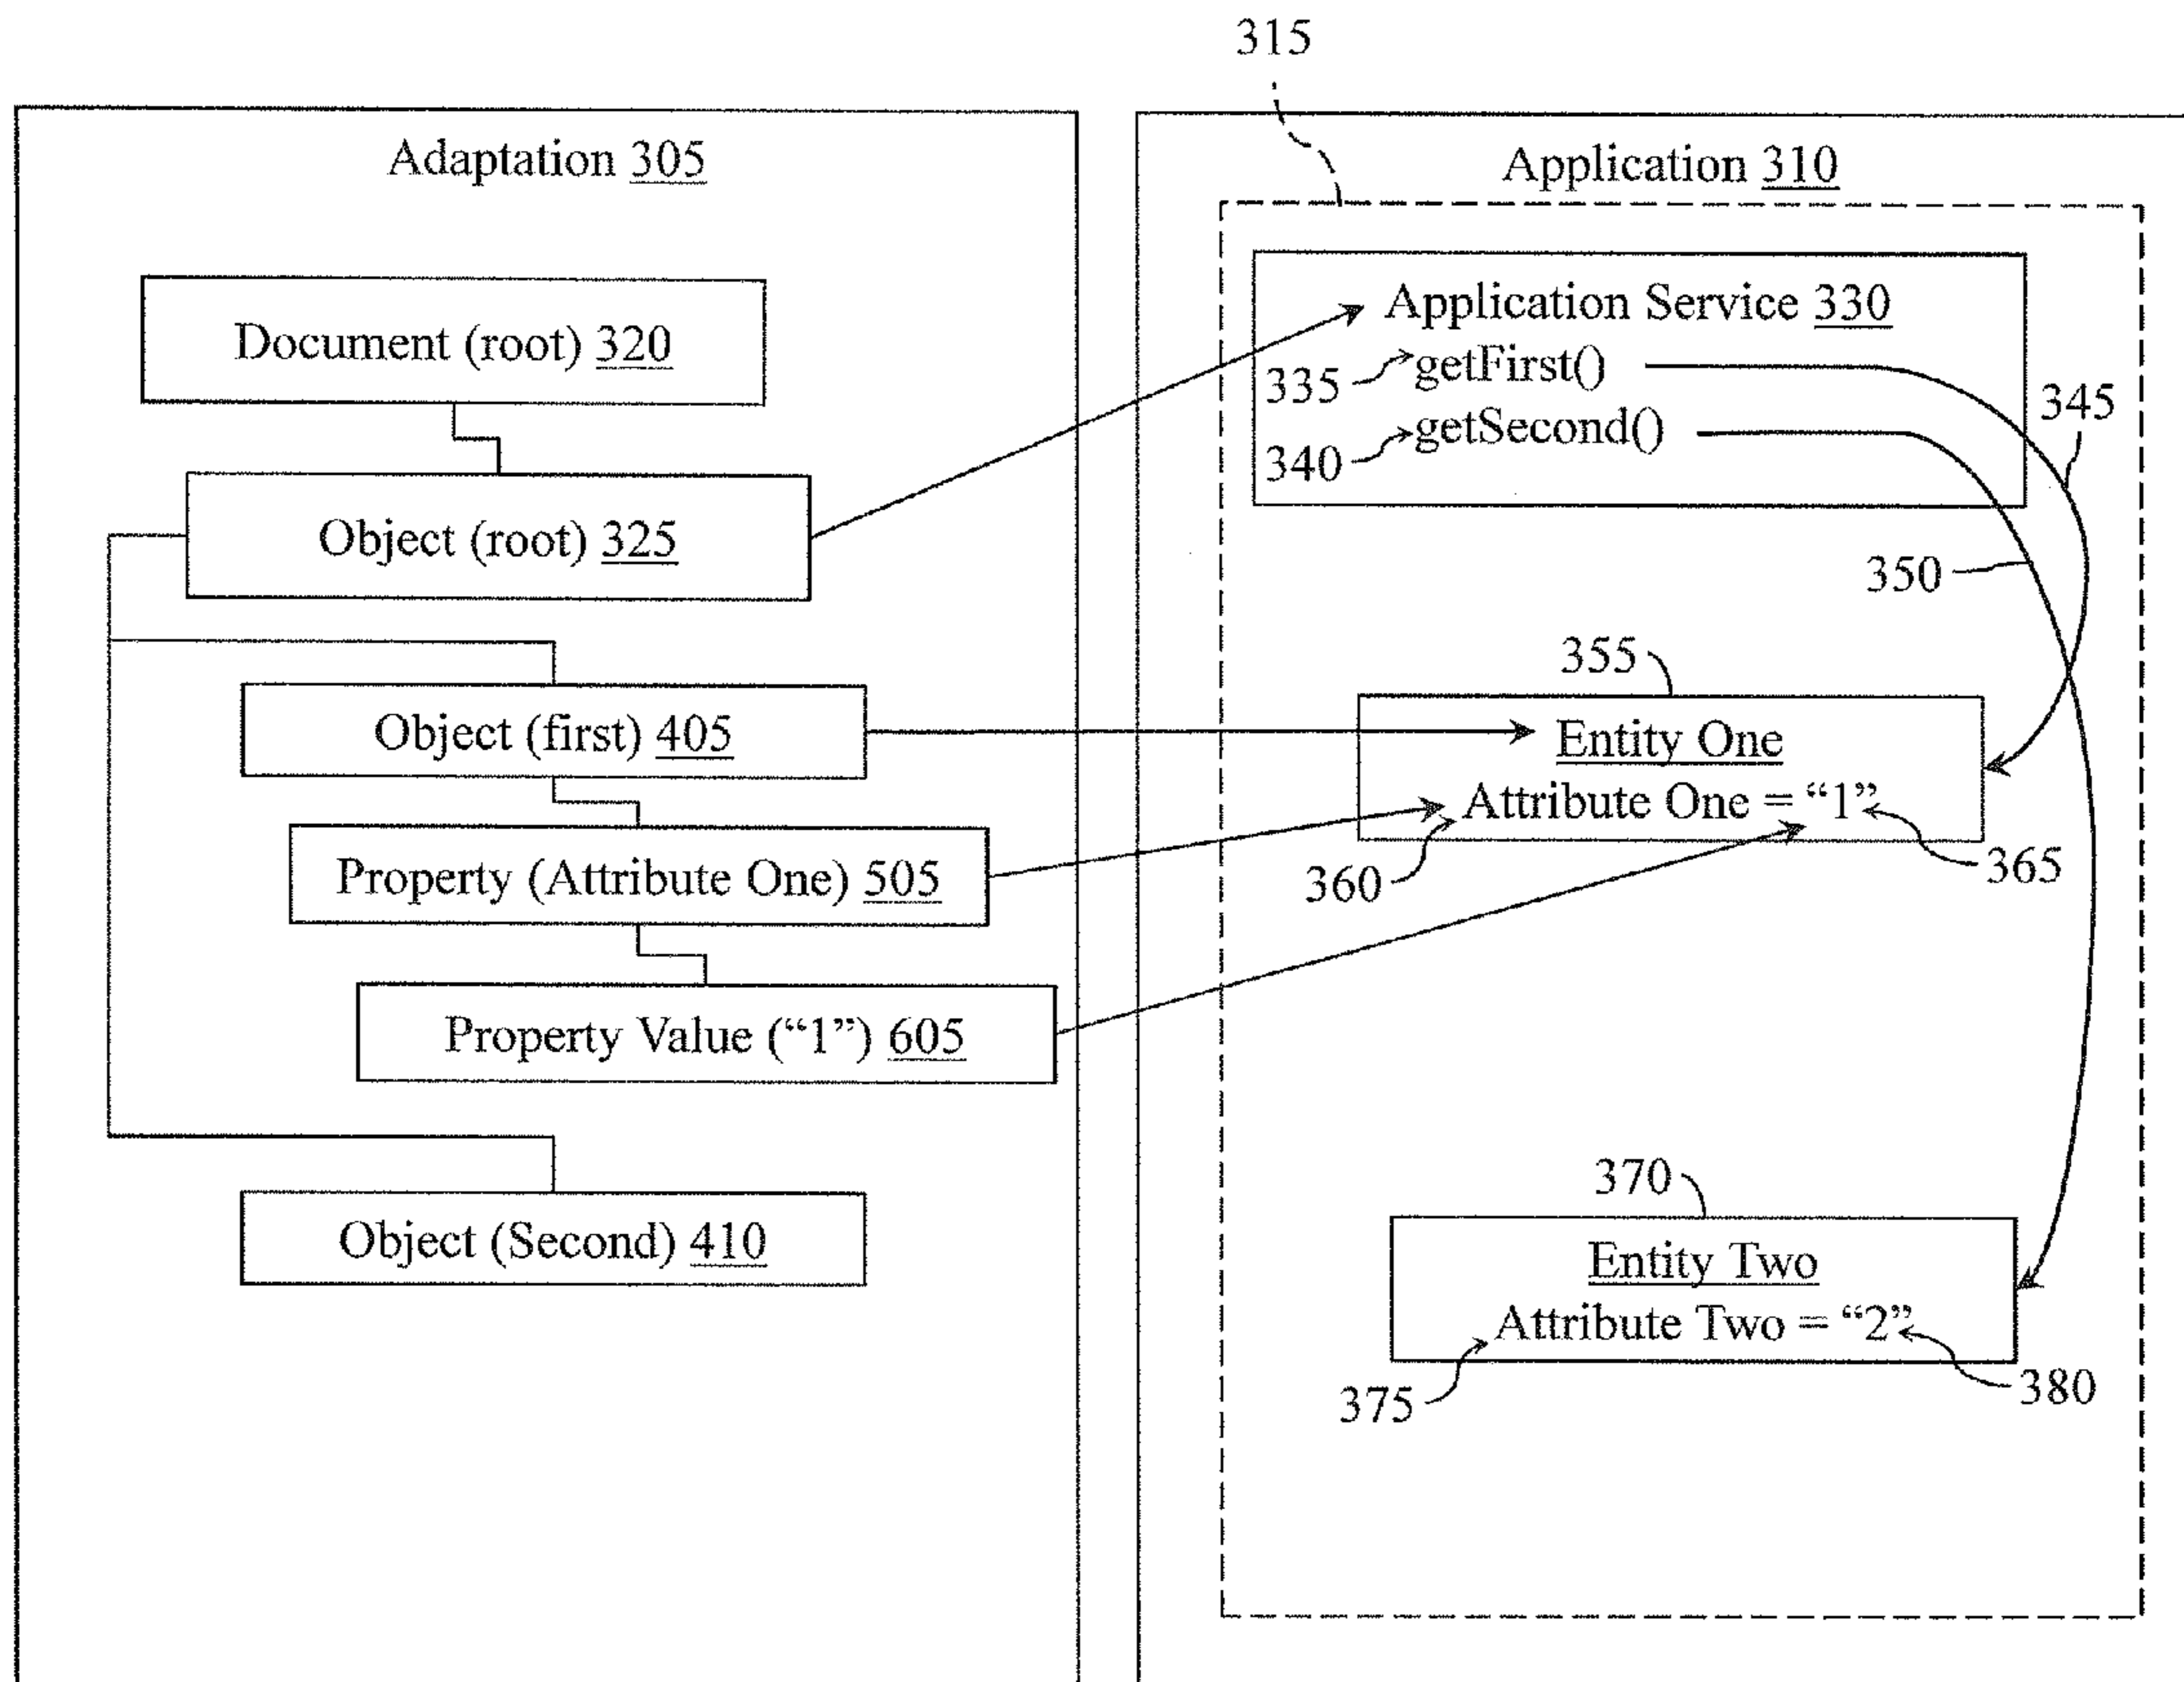 315
Adaptation 305
Application 310
Document (root) 320
Application Service 330
335
getFirst()
345
340
getSecond()
Object (root) 325
350
355
Object (first) 405
Entity One
Attribute One = “1”
360
365
Property (Attribute One) 505
Property Value (“1”) 605
370
Object (Second) 410
Entity Two
Attribute Two = “2”
375
380